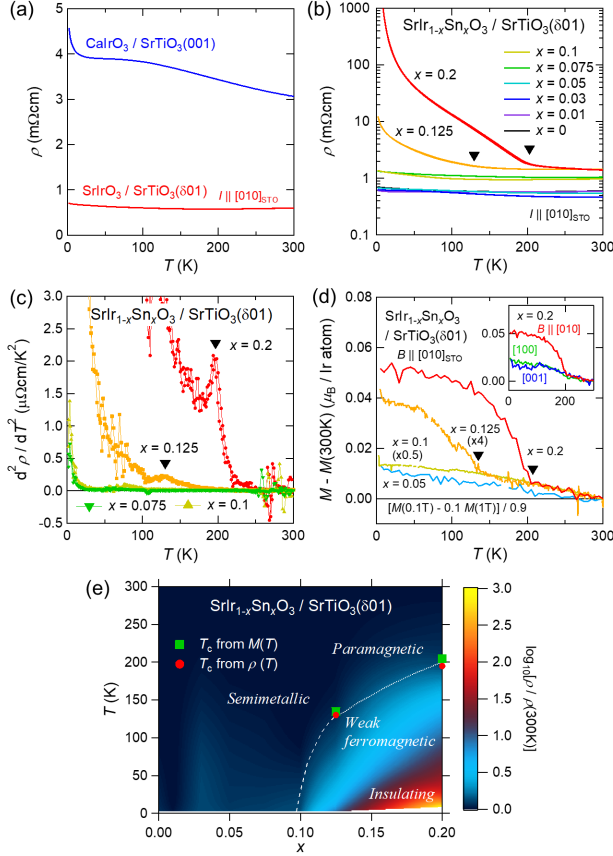 (a)
CaIrO3 / SrTiO3(001)
SrIrO3 / SrTiO3(δ01)
I || [010]STO
ρ (mΩcm)
5
4
3
2
1
0
0 100 200 300
T (K)
(b)
SrIr1-xSnxO3 / SrTiO3(δ01)
x = 0.2
x = 0.125
x = 0.1
x = 0.075
x = 0.05
x = 0.03
x = 0.01
x = 0
I || [010]STO
ρ (mΩcm)
1000
100
10
1
0.1
0 100 200 300
T (K)
(c)
SrIr1-xSnxO3 / SrTiO3(δ01)
x = 0.2
x = 0.125
x = 0.075
x = 0.1
d2ρ / dT2 (μΩcm/K2)
3.0
2.5
2.0
1.5
1.0
0.5
0.0
-0.5
0 50 100 150 200 250 300
T (K)
(d)
SrIr1-xSnxO3
/ SrTiO3(δ01)
B || [010]STO
x = 0.2
B || [010]
[100]
[001]
0.05
0.00
0 200
x = 0.125
(x4)
x = 0.2
x = 0.1
(x0.5)
x = 0.05
[M(0.1T) - 0.1 M(1T)] / 0.9
M - M(300K) (μB / Ir atom)
0.08
0.06
0.04
0.02
0.00
0 50 100 150 200 250 300
T (K)
(e)
SrIr1-xSnxO3 / SrTiO3(δ01)
Tc from M(T)
Tc from ρ (T)
Paramagnetic
Semimetallic
Weak
ferromagnetic
Insulating
T (K)
300
250
200
150
100
50
0
0.00 0.05 0.10 0.15 0.20
x
3.0
2.5
2.0
1.5
1.0
0.5
0.0
log10[ρ / ρ(300K)]